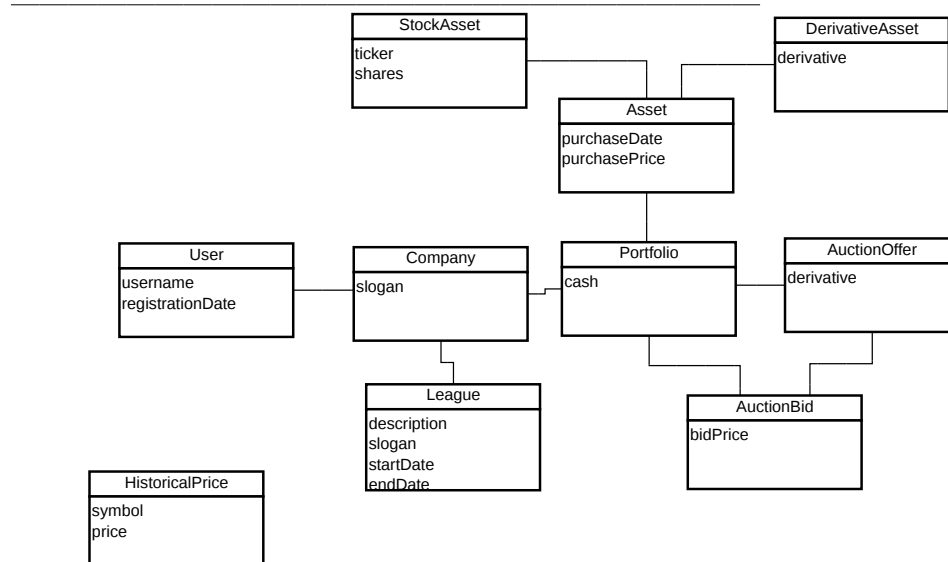 StockAsset
ticker
shares
DerivativeAsset
derivative
Asset
purchaseDate
purchasePrice
User
username
registrationDate
Company
slogan
Portfolio
cash
AuctionOffer
derivative
League
description
slogan
startDate
endDate
AuctionBid
bidPrice
HistoricalPrice
symbol
price